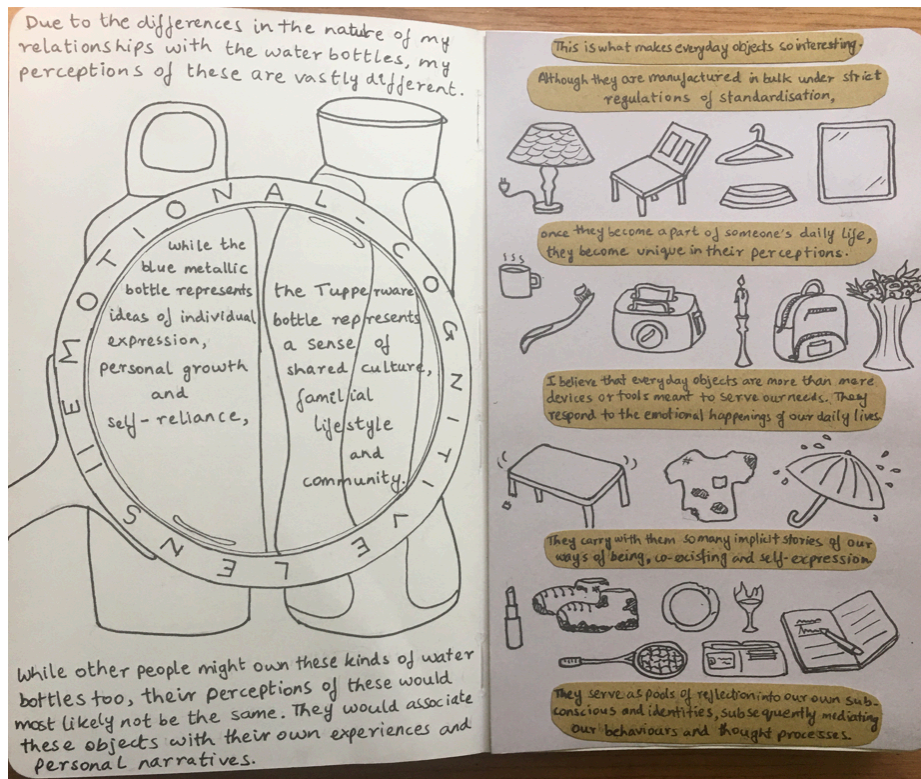 Due to the differences in the nature of my
relationships with the water bottles, my
perceptions of these are vastly different.
EMOTIONAL-COGNITIVE LENS
while the
blue metallic
bottle represents
ideas of individual
expression,
personal growth
and
self-reliance,
the Tupperware
bottle represents
a sense of
shared culture,
familial
lifestyle
and
community.
While other people might own these kinds of water
bottles too, their perceptions of these would
most likely not be the same. They would associate
these objects with their own experiences and
personal narratives.
This is what makes everyday objects so interesting.
Although they are manufactured in bulk under strict
regulations of standardisation,
once they become a part of someone's daily life,
they become unique in their perceptions.
I believe that everyday objects are more than mere
devices or tools meant to serve our needs. They
respond to the emotional happenings of our daily lives.
They carry with them so many implicit stories of our
ways of being, co-existing and self-expression.
They serve as pools of reflection into our own sub-
conscious and identities, subsequently mediating
our behaviours and thought processes.